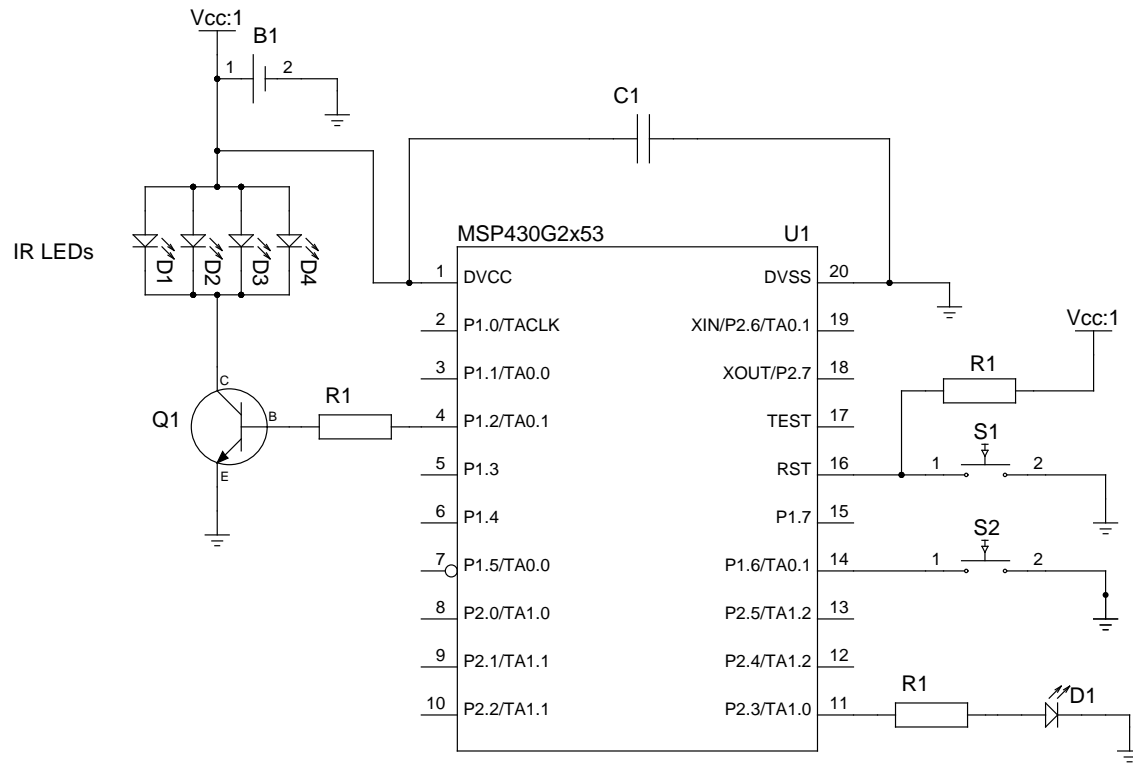 Vcc:1
B1
1 2
C1
IR LEDs
D1 D2 D3 D4
MSP430G2x53 U1
1 DVCC DVSS 20
2 P1.0/TACLK XIN/P2.6/TA0.1 19
Vcc:1
3 P1.1/TA0.0 XOUT/P2.7 18
R1
C
Q1 B R1 4 P1.2/TA0.1 TEST 17
S1
E 5 P1.3 RST 16 1 2
6 P1.4 P1.7 15
S2
7 P1.5/TA0.0 P1.6/TA0.1 14 1 2
8 P2.0/TA1.0 P2.5/TA1.2 13
9 P2.1/TA1.1 P2.4/TA1.2 12
R1 D1
10 P2.2/TA1.1 P2.3/TA1.0 11